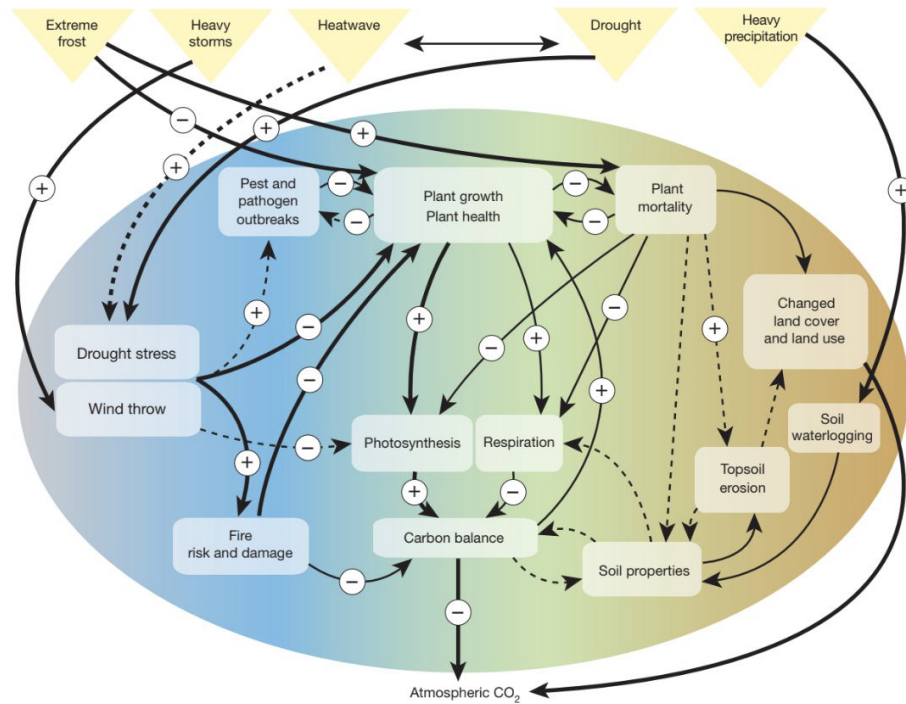 Extreme
frost
Heavy
storms
Heatwave
Drought
Heavy
precipitation
−
+
+
+
+
+
Pest and
pathogen
outbreaks
−
−
Plant growth
Plant health
−
−
Plant
mortality
Changed
land cover
and land use
Drought stress
Wind throw
+
−
+
+
−
−
+
−
+
−
Photosynthesis
Respiration
Soil
waterlogging
+
−
Topsoil
erosion
+
−
Fire
risk and damage
Carbon balance
−
Soil properties
−
Atmospheric CO₂